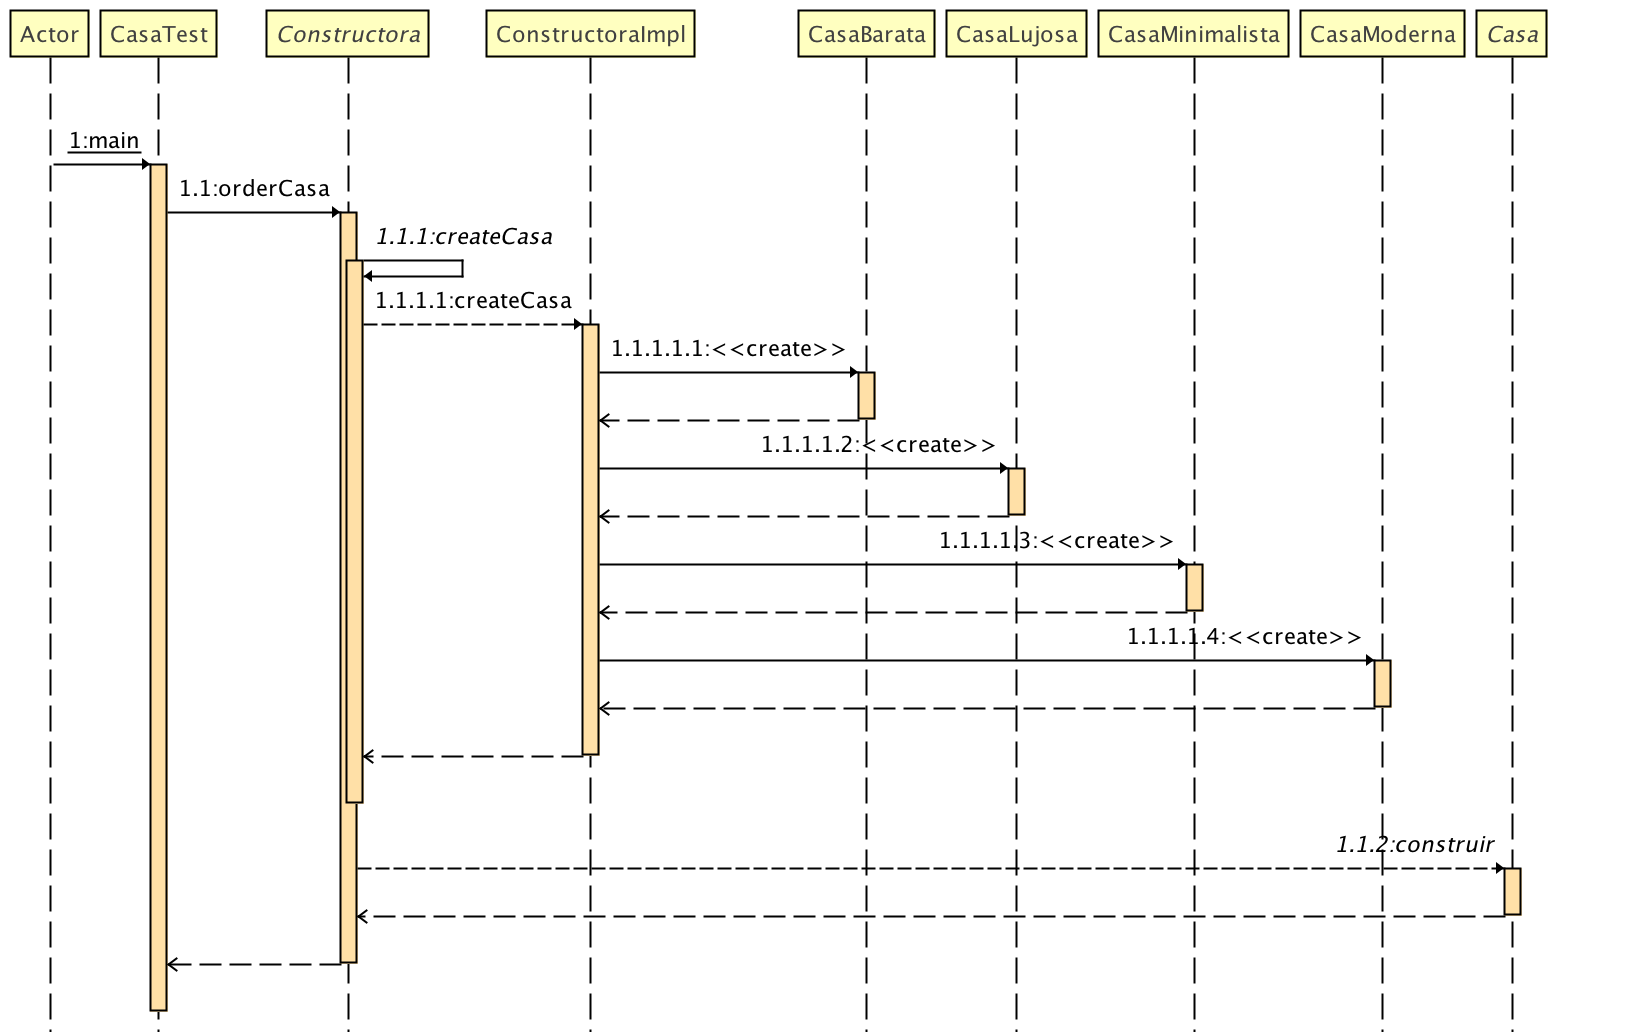 Actor
CasaTest
Constructora
ConstructoraImpl
CasaBarata
CasaLujosa
CasaMinimalista
CasaModerna
Casa
1:main
1.1:orderCasa
1.1.1:createCasa
1.1.1.1:createCasa
1.1.1.1.1:<<create>>
1.1.1.1.2:<<create>>
1.1.1.1.3:<<create>>
1.1.1.1.4:<<create>>
1.1.2:construir